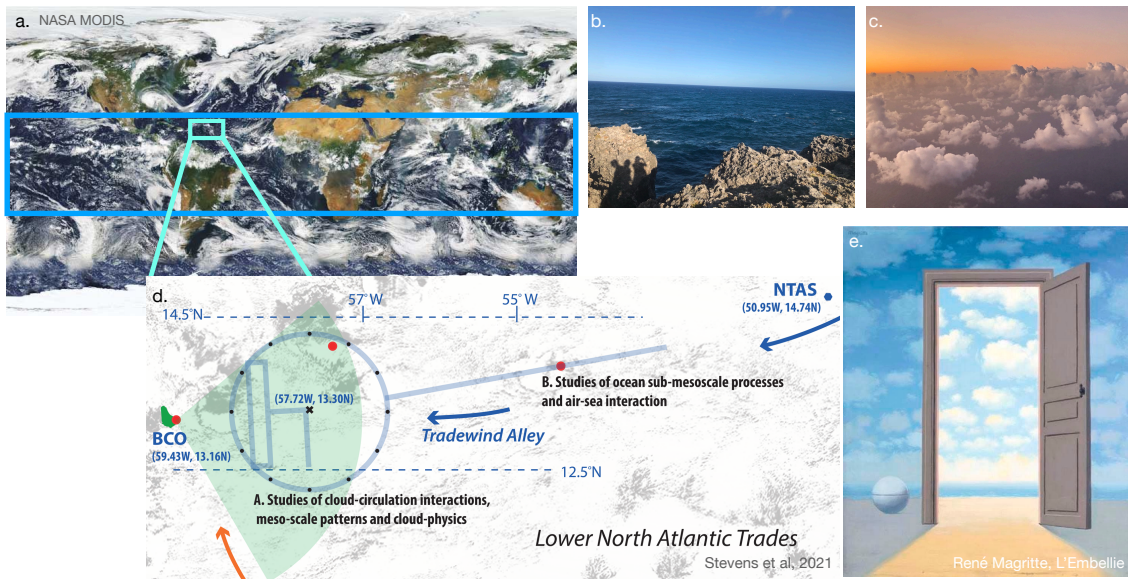 a. NASA MODIS
b.
c.
d.
57°W
55°W
NTAS
(50.95W, 14.74N)
14.5°N
e.
(57.72W, 13.30N)
B. Studies of ocean sub-mesoscale processes
and air-sea interaction
BCO
(59.43W, 13.16N)
Tradewind Alley
12.5°N
A. Studies of cloud-circulation interactions,
meso-scale patterns and cloud-physics
Lower North Atlantic Trades
Stevens et al, 2021
René Magritte, L'Embellie